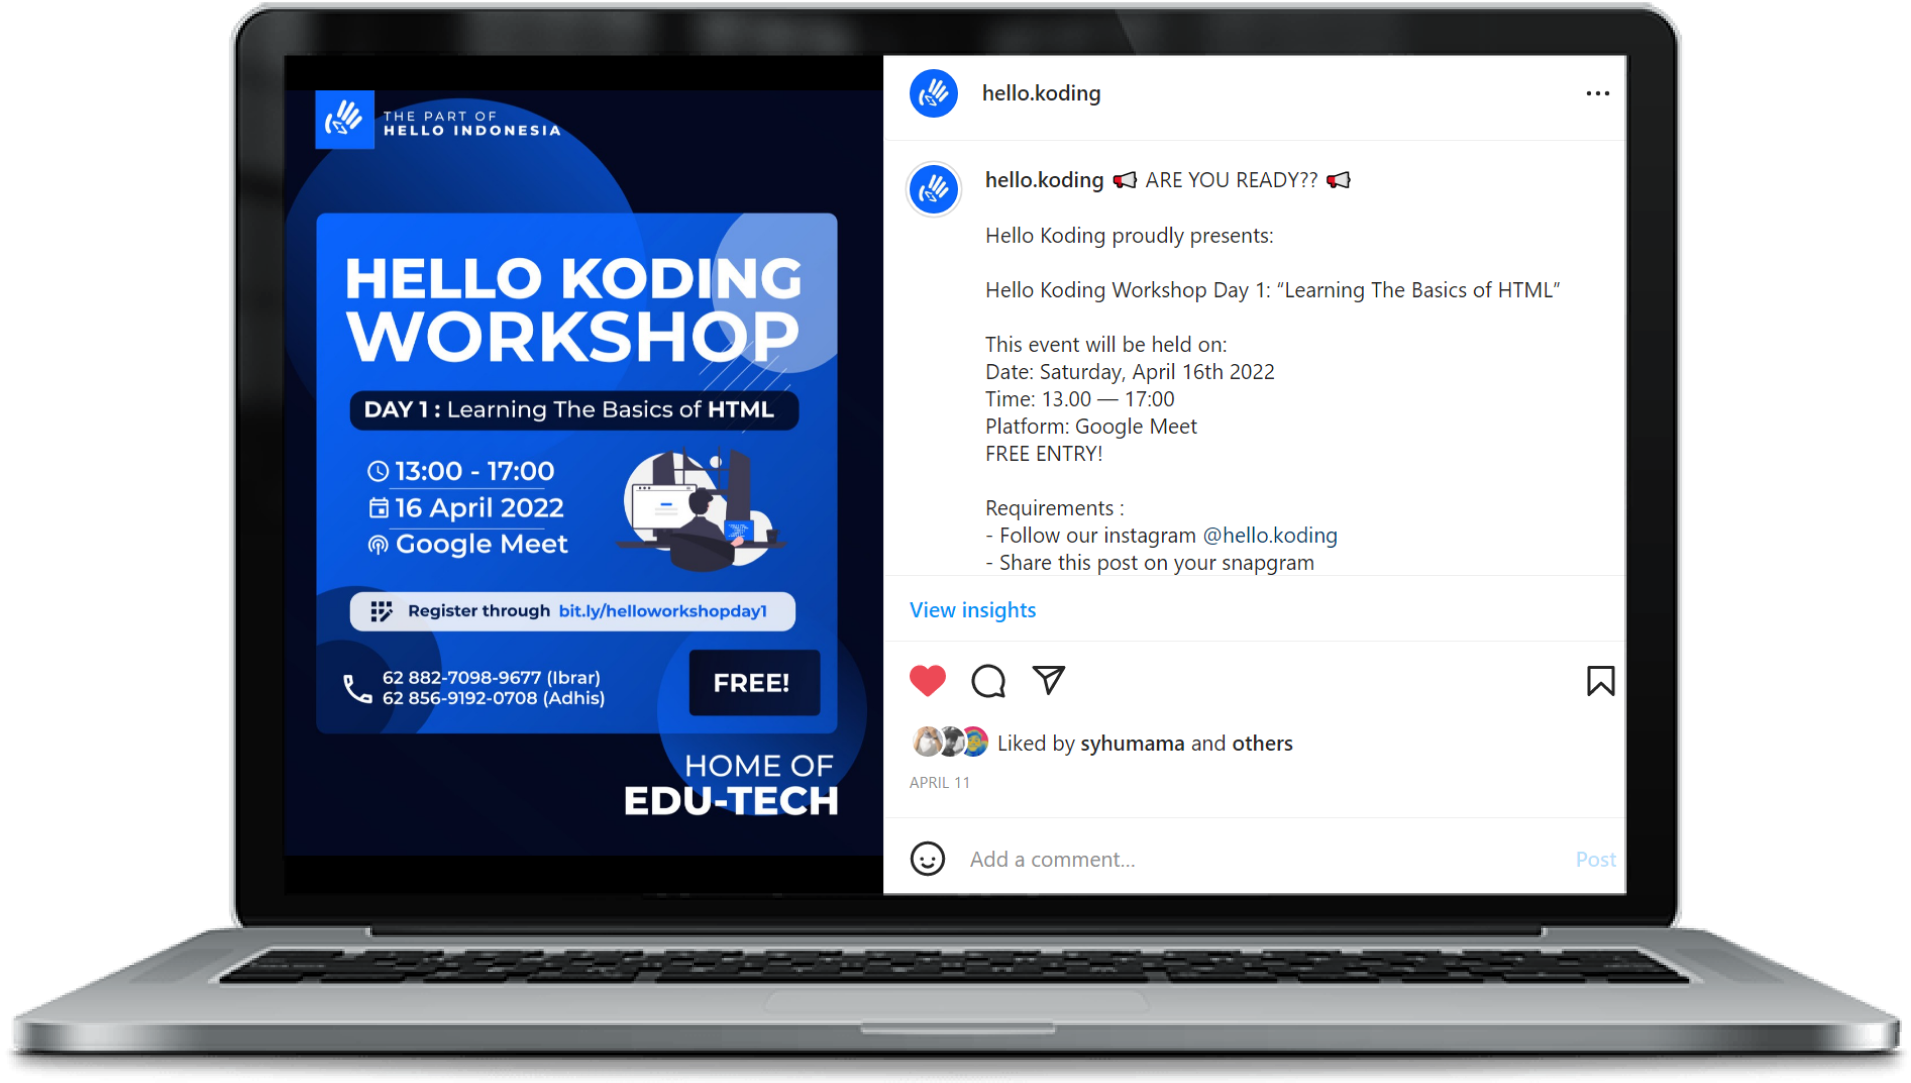 THE PART OF
HELLO INDONESIA
HELLO KODING
WORKSHOP
DAY 1 : Learning The Basics of HTML
13:00 - 17:00
16 April 2022
Google Meet
Register through bit.ly/helloworkshopday1
62 882-7098-9677 (Ibrar)
62 856-9192-0708 (Adhis)
FREE!
HOME OF
EDU-TECH
hello.koding
hello.koding 📢 ARE YOU READY?? 📢
Hello Koding proudly presents:
Hello Koding Workshop Day 1: “Learning The Basics of HTML”
This event will be held on:
Date: Saturday, April 16th 2022
Time: 13.00 — 17:00
Platform: Google Meet
FREE ENTRY!
Requirements :
- Follow our instagram @hello.koding
- Share this post on your snapgram
View insights
Liked by syhumama and others
APRIL 11
Add a comment...
Post